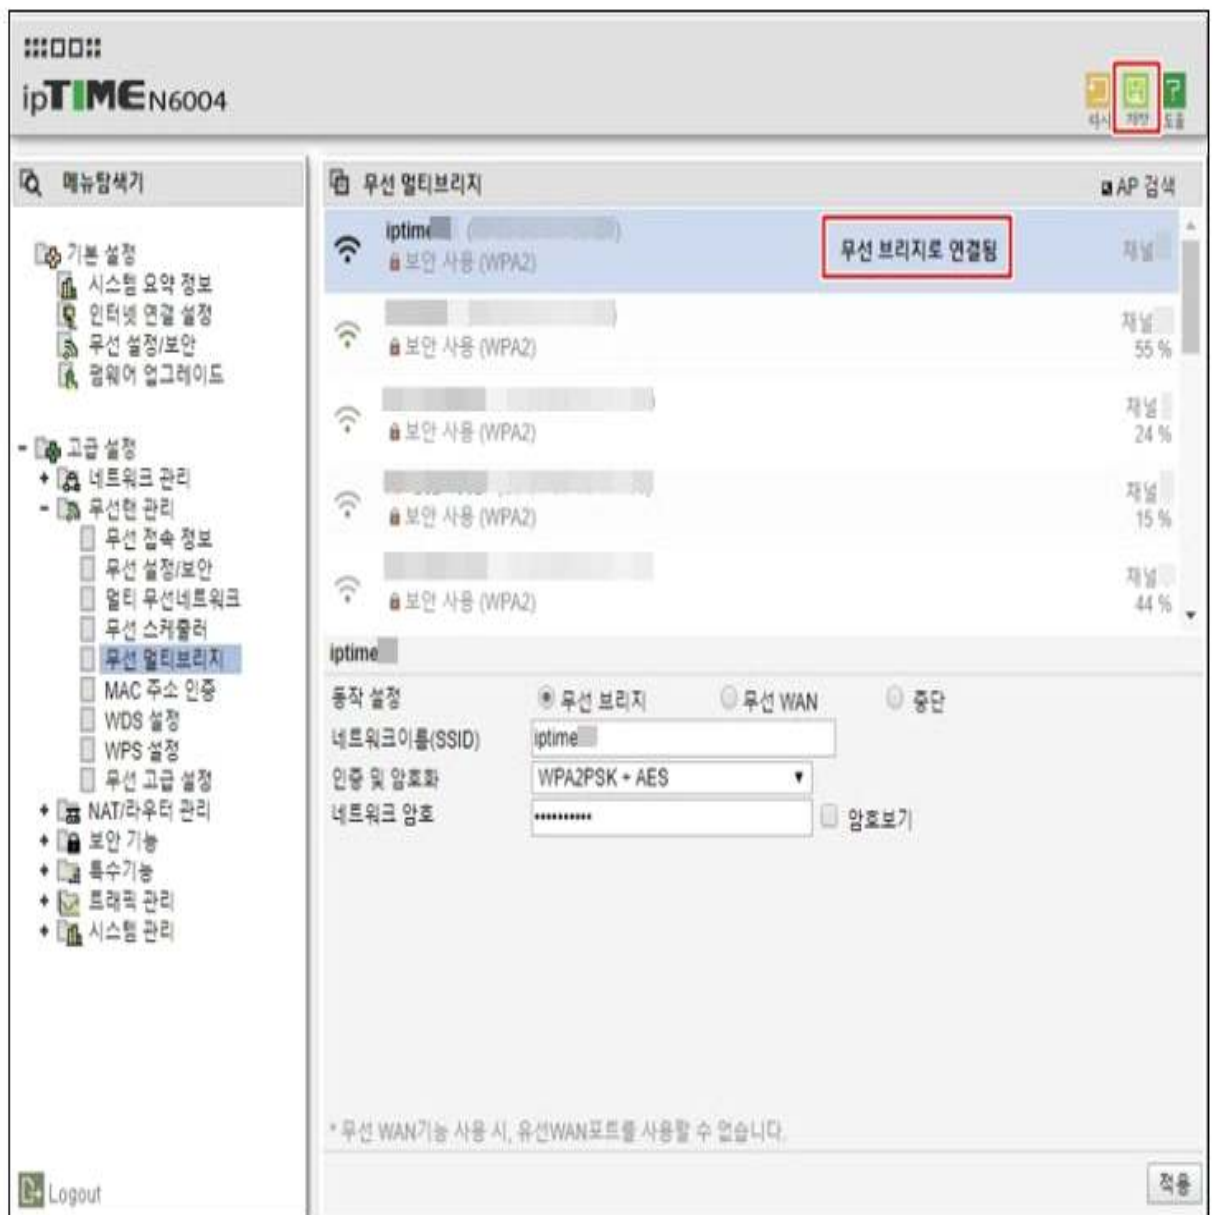 ipTIME N6004
저장
도움
메뉴탐색기
기본 설정
시스템 요약 정보
인터넷 연결 설정
무선 설정/보안
펌웨어 업그레이드
고급 설정
네트워크 관리
무선랜 관리
무선 접속 정보
무선 설정/보안
멀티 무선네트워크
무선 스케줄러
무선 멀티브리지
MAC 주소 인증
WDS 설정
WPS 설정
무선 고급 설정
NAT/라우터 관리
보안 기능
특수기능
트래픽 관리
시스템 관리
Logout
무선 멀티브리지
AP 검색
iptime
보안 사용 (WPA2)
무선 브리지로 연결됨
채널
보안 사용 (WPA2)
채널
55 %
보안 사용 (WPA2)
채널
24 %
보안 사용 (WPA2)
채널
15 %
보안 사용 (WPA2)
채널
44 %
iptime
동작 설정 무선 브리지 무선 WAN 중단
네트워크이름(SSID) iptime
인증 및 암호화 WPA2PSK + AES
네트워크 암호 •••••••••• 암호보기
* 무선 WAN기능 사용 시, 유선WAN포트를 사용할 수 없습니다.
적용